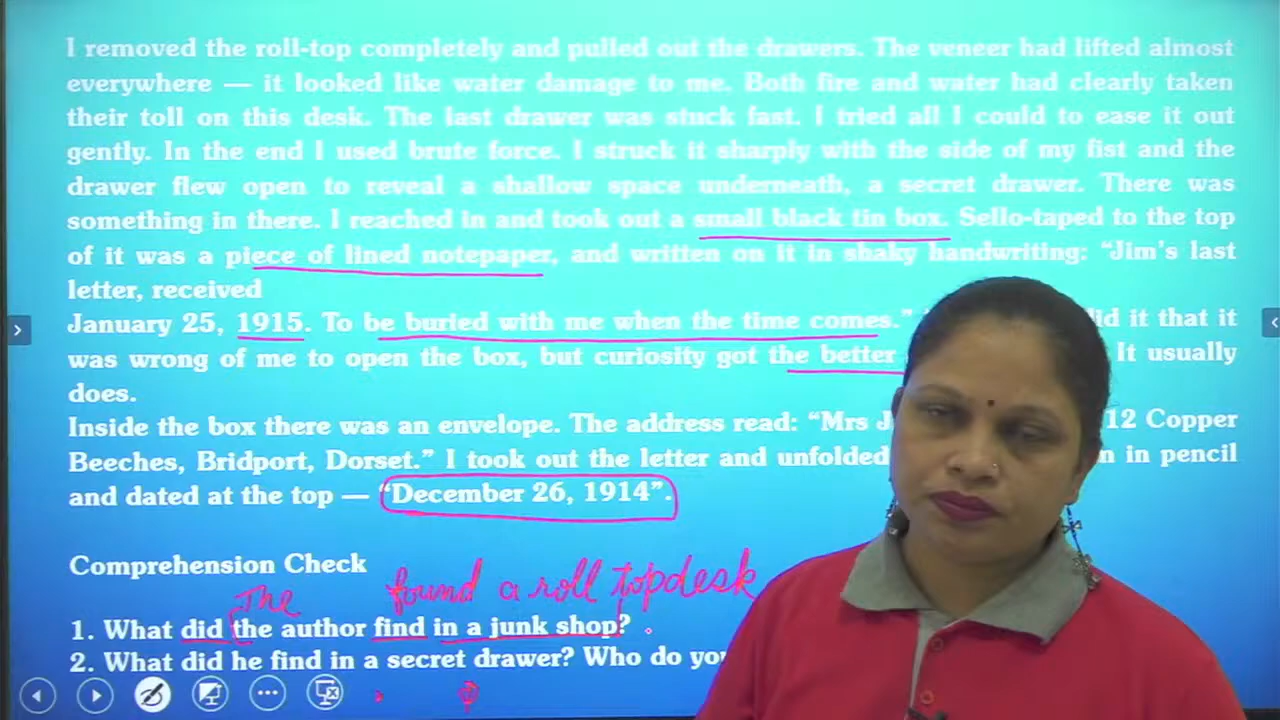 I removed the roll-top completely and pulled out the drawers. The veneer had lifted almost
everywhere — it looked like water damage to me. Both fire and water had clearly taken
their toll on this desk. The last drawer was stuck fast. I tried all I could to ease it out
gently. In the end I used brute force. I struck it sharply with the side of my fist and the
drawer flew open to reveal a shallow space underneath, a secret drawer. There was
something in there. I reached in and took out a small black tin box. Sello-taped to the top
of it was a piece of lined notepaper, and written on it in shaky handwriting: “Jim’s last
letter, received
January 25, 1915. To be buried with me when the time comes.” it that it
was wrong of me to open the box, but curiosity got the better It usually
does.
Inside the box there was an envelope. The address read: “Mrs 12 Copper
Beeches, Bridport, Dorset.” I took out the letter and unfolded in pencil
and dated at the top — “December 26, 1914”.
Comprehension Check
The found a roll topdesk
1. What did the author find in a junk shop?
2. What did he find in a secret drawer? Who do